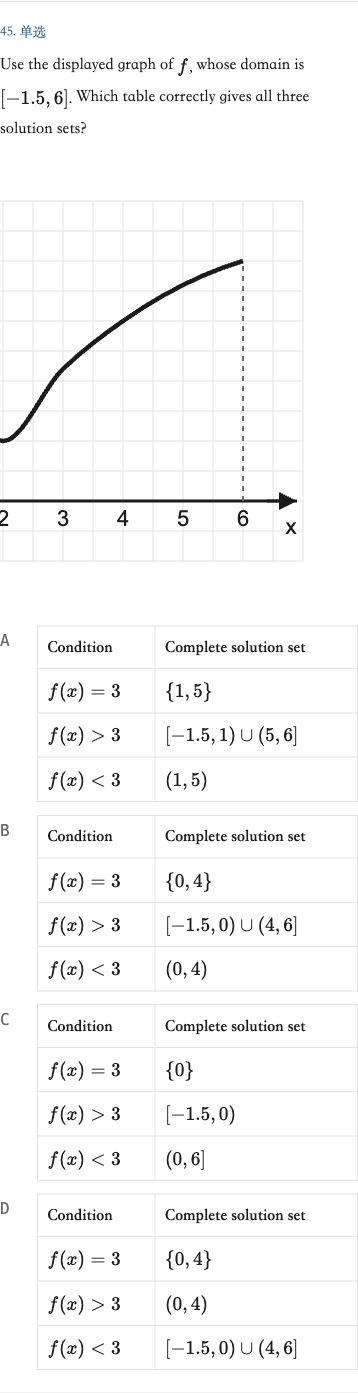 45. 单选
Use the displayed graph of f, whose domain is
[−1.5, 6]. Which table correctly gives all three
solution sets?
2 3 4 5 6
x
A
Condition Complete solution set
f(x) = 3 {1, 5}
f(x) > 3 [−1.5, 1) ∪ (5, 6]
f(x) < 3 (1, 5)
B
Condition Complete solution set
f(x) = 3 {0, 4}
f(x) > 3 [−1.5, 0) ∪ (4, 6]
f(x) < 3 (0, 4)
C
Condition Complete solution set
f(x) = 3 {0}
f(x) > 3 [−1.5, 0)
f(x) < 3 (0, 6]
D
Condition Complete solution set
f(x) = 3 {0, 4}
f(x) > 3 (0, 4)
f(x) < 3 [−1.5, 0) ∪ (4, 6]